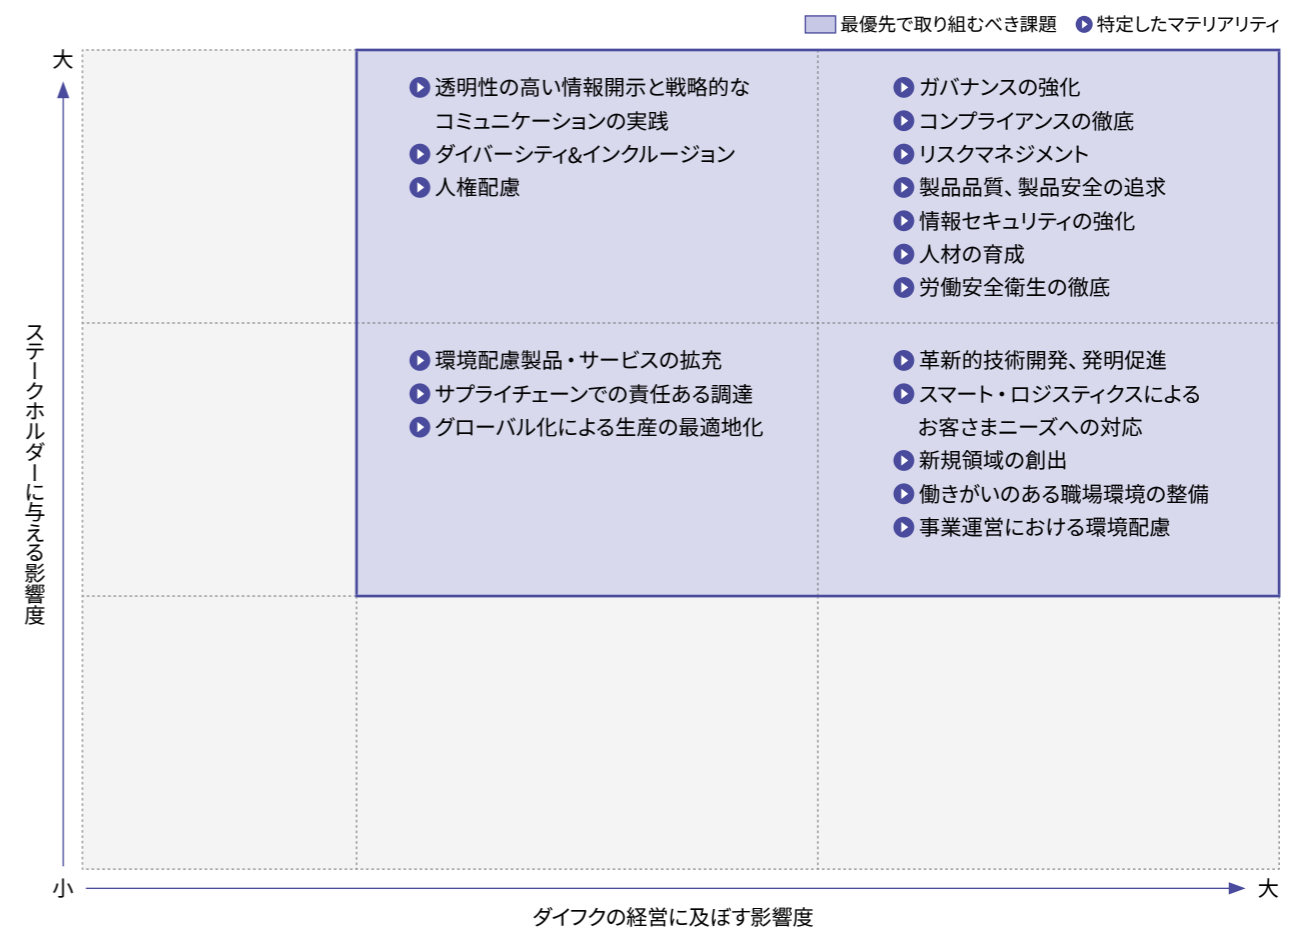 最優先で取り組むべき課題
特定したマテリアリティ
大
透明性の高い情報開示と戦略的な
コミュニケーションの実践
ダイバーシティ&インクルージョン
人権配慮
ガバナンスの強化
コンプライアンスの徹底
リスクマネジメント
製品品質、製品安全の追求
情報セキュリティの強化
人材の育成
労働安全衛生の徹底
ステークホルダーに与える影響度
環境配慮製品・サービスの拡充
サプライチェーンでの責任ある調達
グローバル化による生産の最適地化
革新的技術開発、発明促進
スマート・ロジスティクスによる
お客さまニーズへの対応
新規領域の創出
働きがいのある職場環境の整備
事業運営における環境配慮
小
大
ダイフクの経営に及ぼす影響度